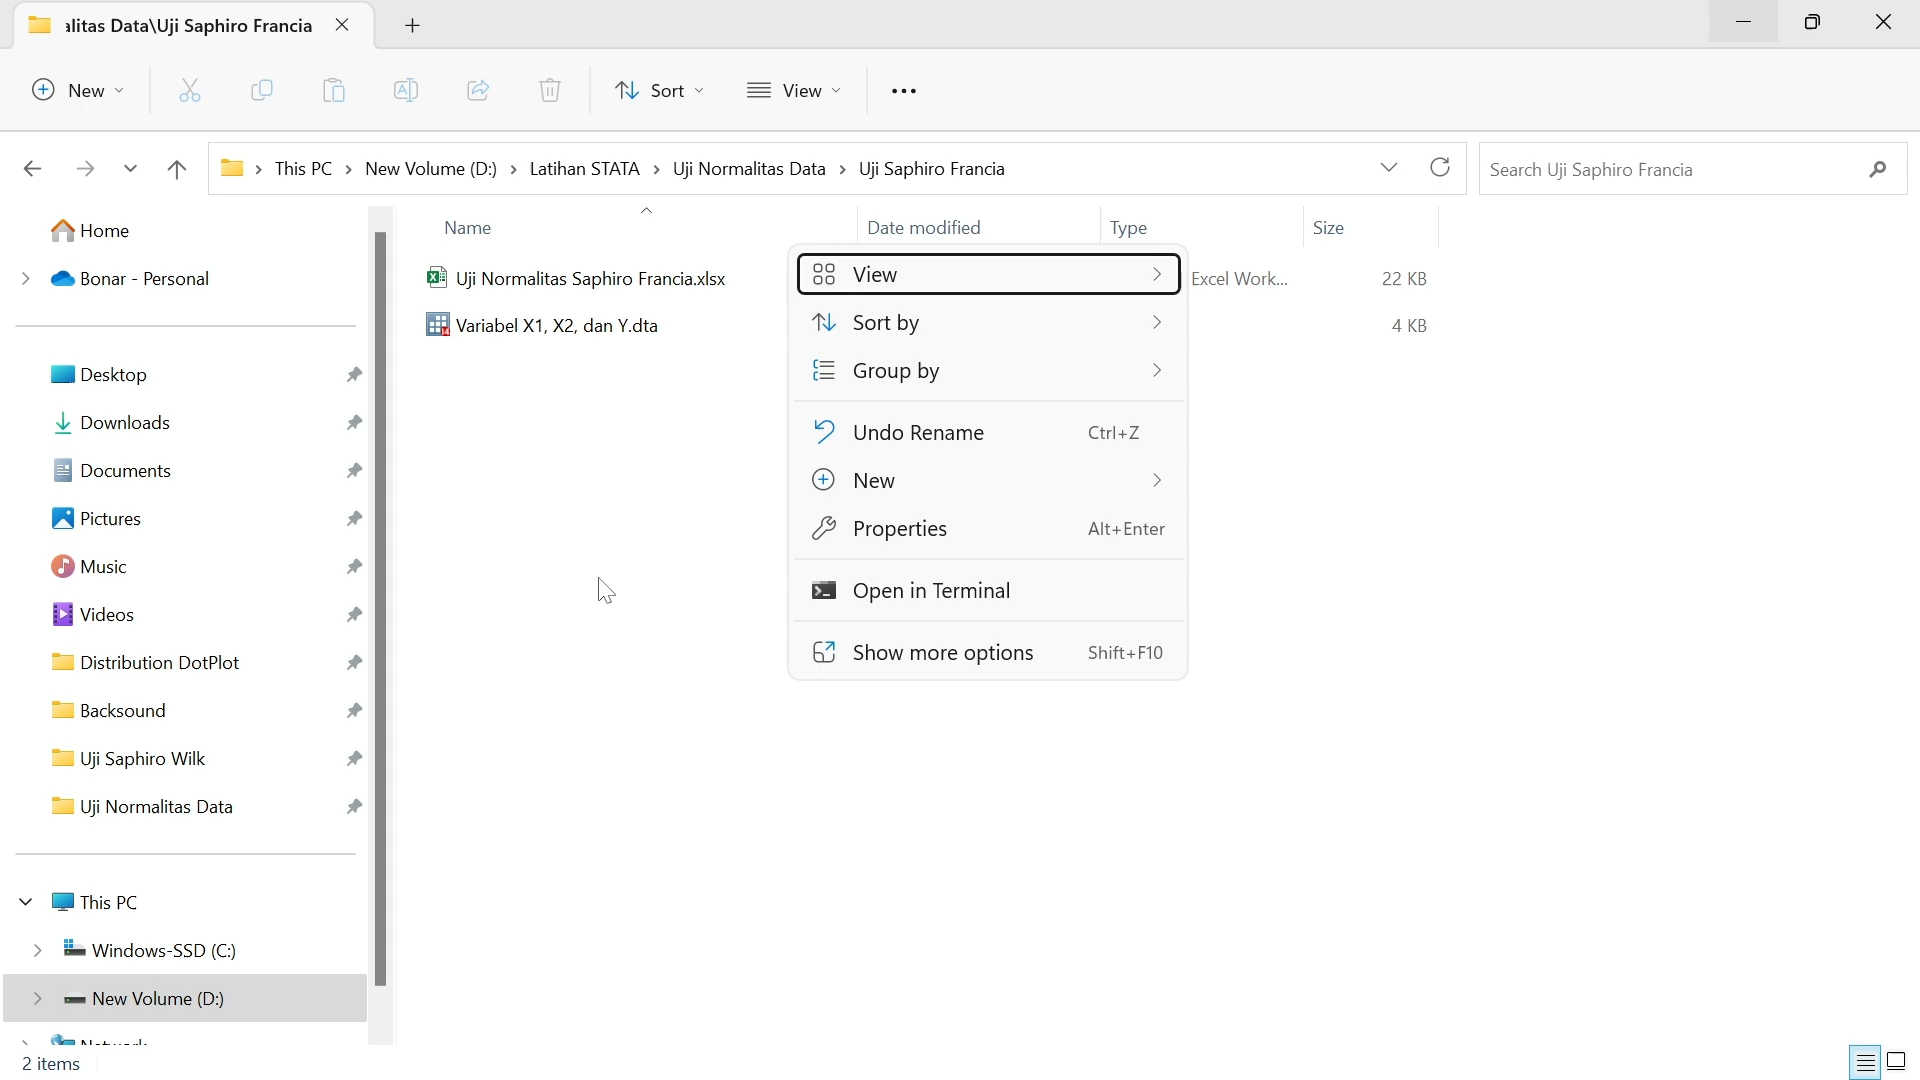 alitas Data\Uji Saphiro Francia
New
Sort
View
This PC > New Volume (D:) > Latihan STATA > Uji Normalitas Data > Uji Saphiro Francia
Search Uji Saphiro Francia
Home
Bonar - Personal
Desktop
Downloads
Documents
Pictures
Music
Videos
Distribution DotPlot
Backsound
Uji Saphiro Wilk
Uji Normalitas Data
This PC
Windows-SSD (C:)
New Volume (D:)
Network
2 items
Name Date modified Type Size
Uji Normalitas Saphiro Francia.xlsx Excel Work... 22 KB
Variabel X1, X2, dan Y.dta 4 KB
View
Sort by
Group by
Undo Rename Ctrl+Z
New
Properties Alt+Enter
Open in Terminal
Show more options Shift+F10